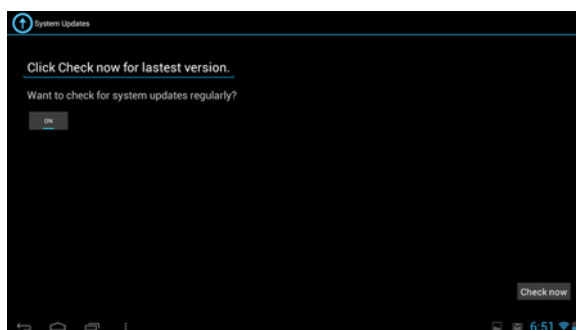 System Updates
Click Check now for lastest version.
Want to check for system updates regularly?
ON
Check now
6:51